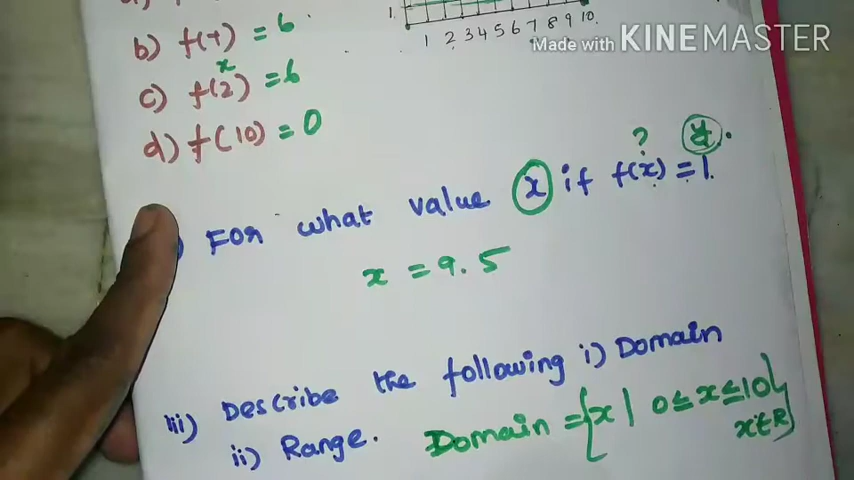 1
1 2 3 4 5 6 7 8 9 10
Made with KINEMASTER
b) f(7) = 6
x
c) f(2) = 6
d) f(10) = 0
? y
For what value x if f(x) = 1.
x = 9.5
iii) Describe the following i) Domain
ii) Range. Domain = {x | 0 ≤ x ≤ 10
x∈R}